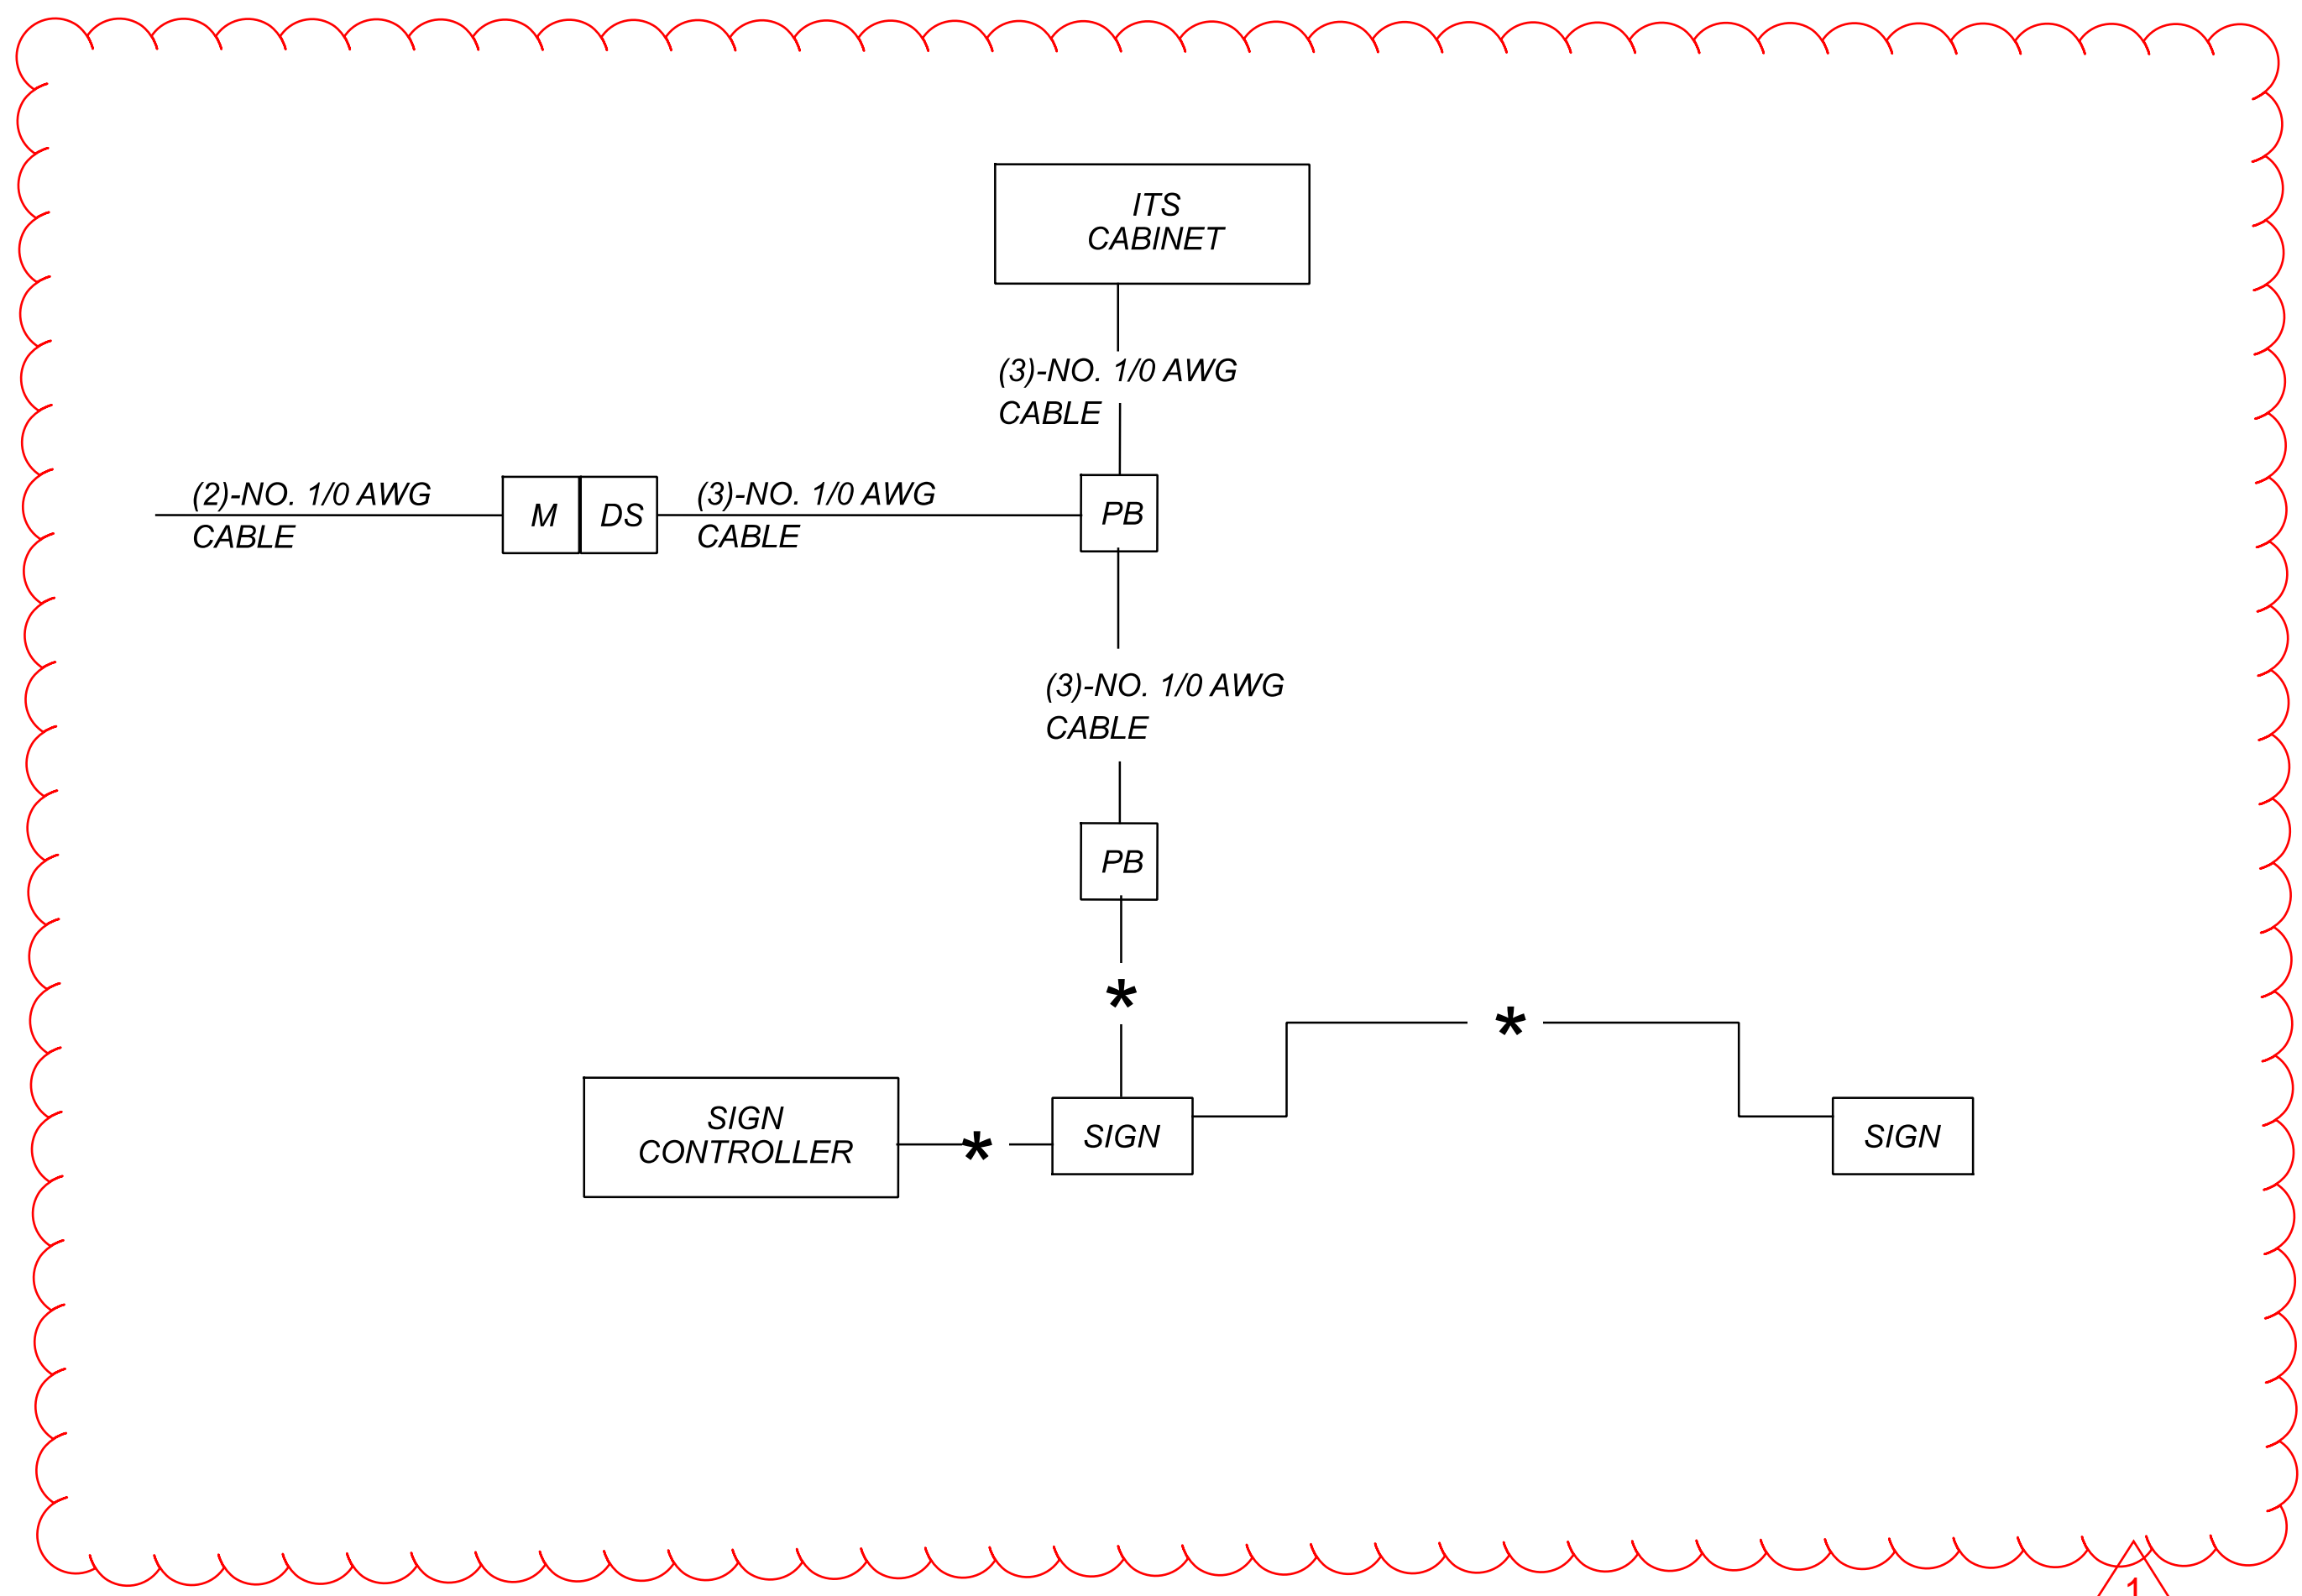 ITS
CABINET
(3)-NO. 1/0 AWG
CABLE
(2)-NO. 1/0 AWG
CABLE
M
DS
(3)-NO. 1/0 AWG
CABLE
PB
(3)-NO. 1/0 AWG
CABLE
PB
*
*
SIGN
CONTROLLER
*
SIGN
SIGN
1